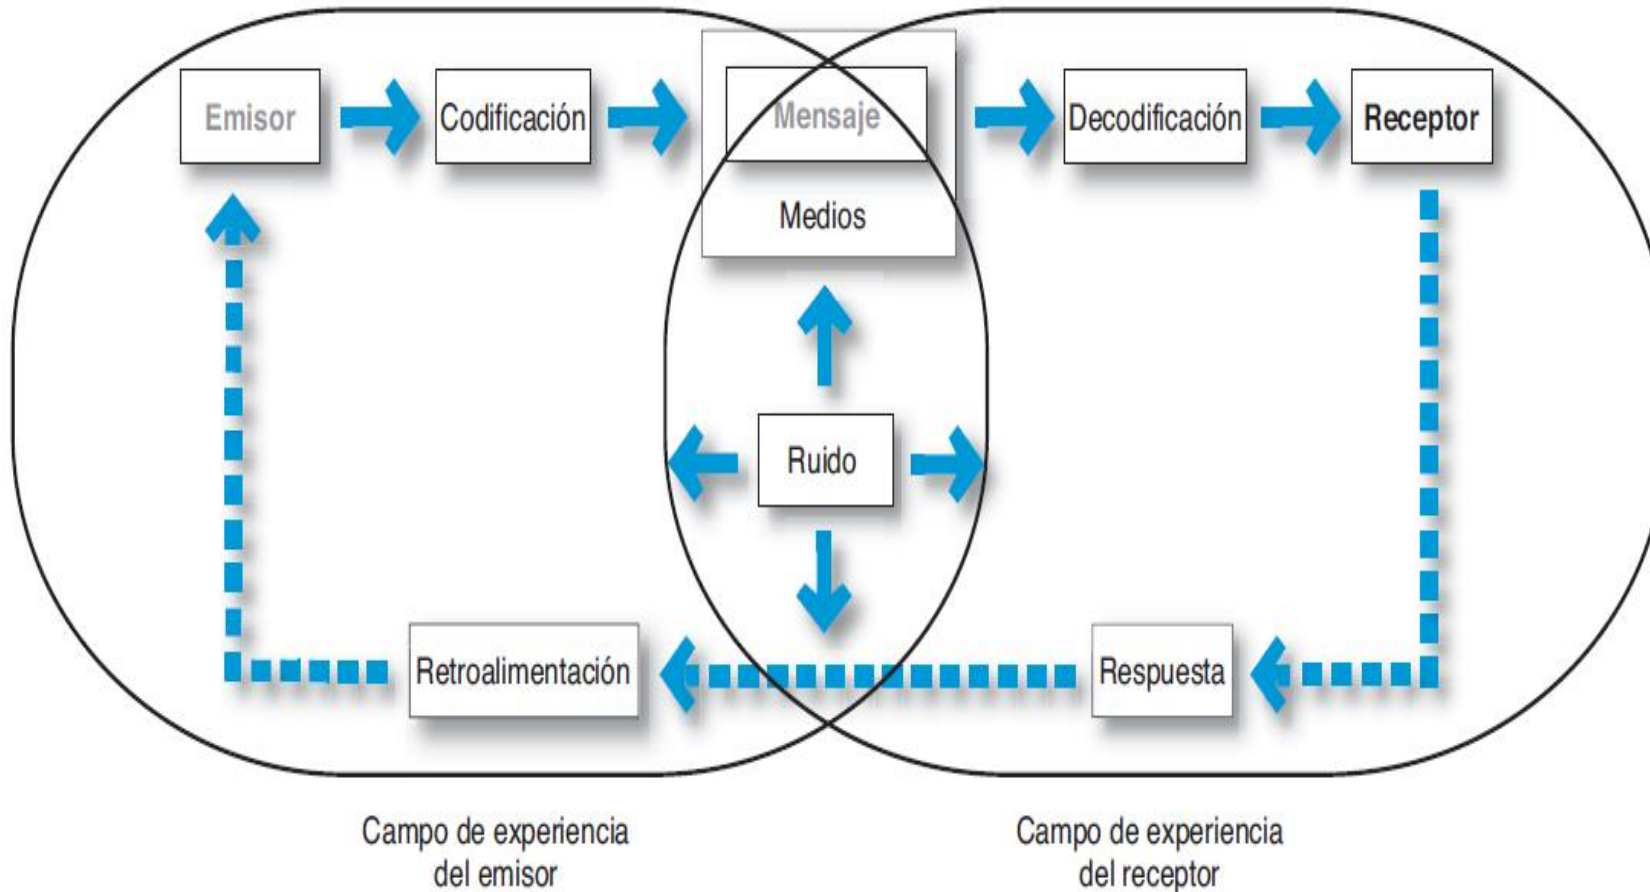 Emisor
Codificación
Mensaje
Decodificación
Receptor
Medios
Ruido
Retroalimentación
Respuesta
Campo de experiencia
del emisor
Campo de experiencia
del receptor